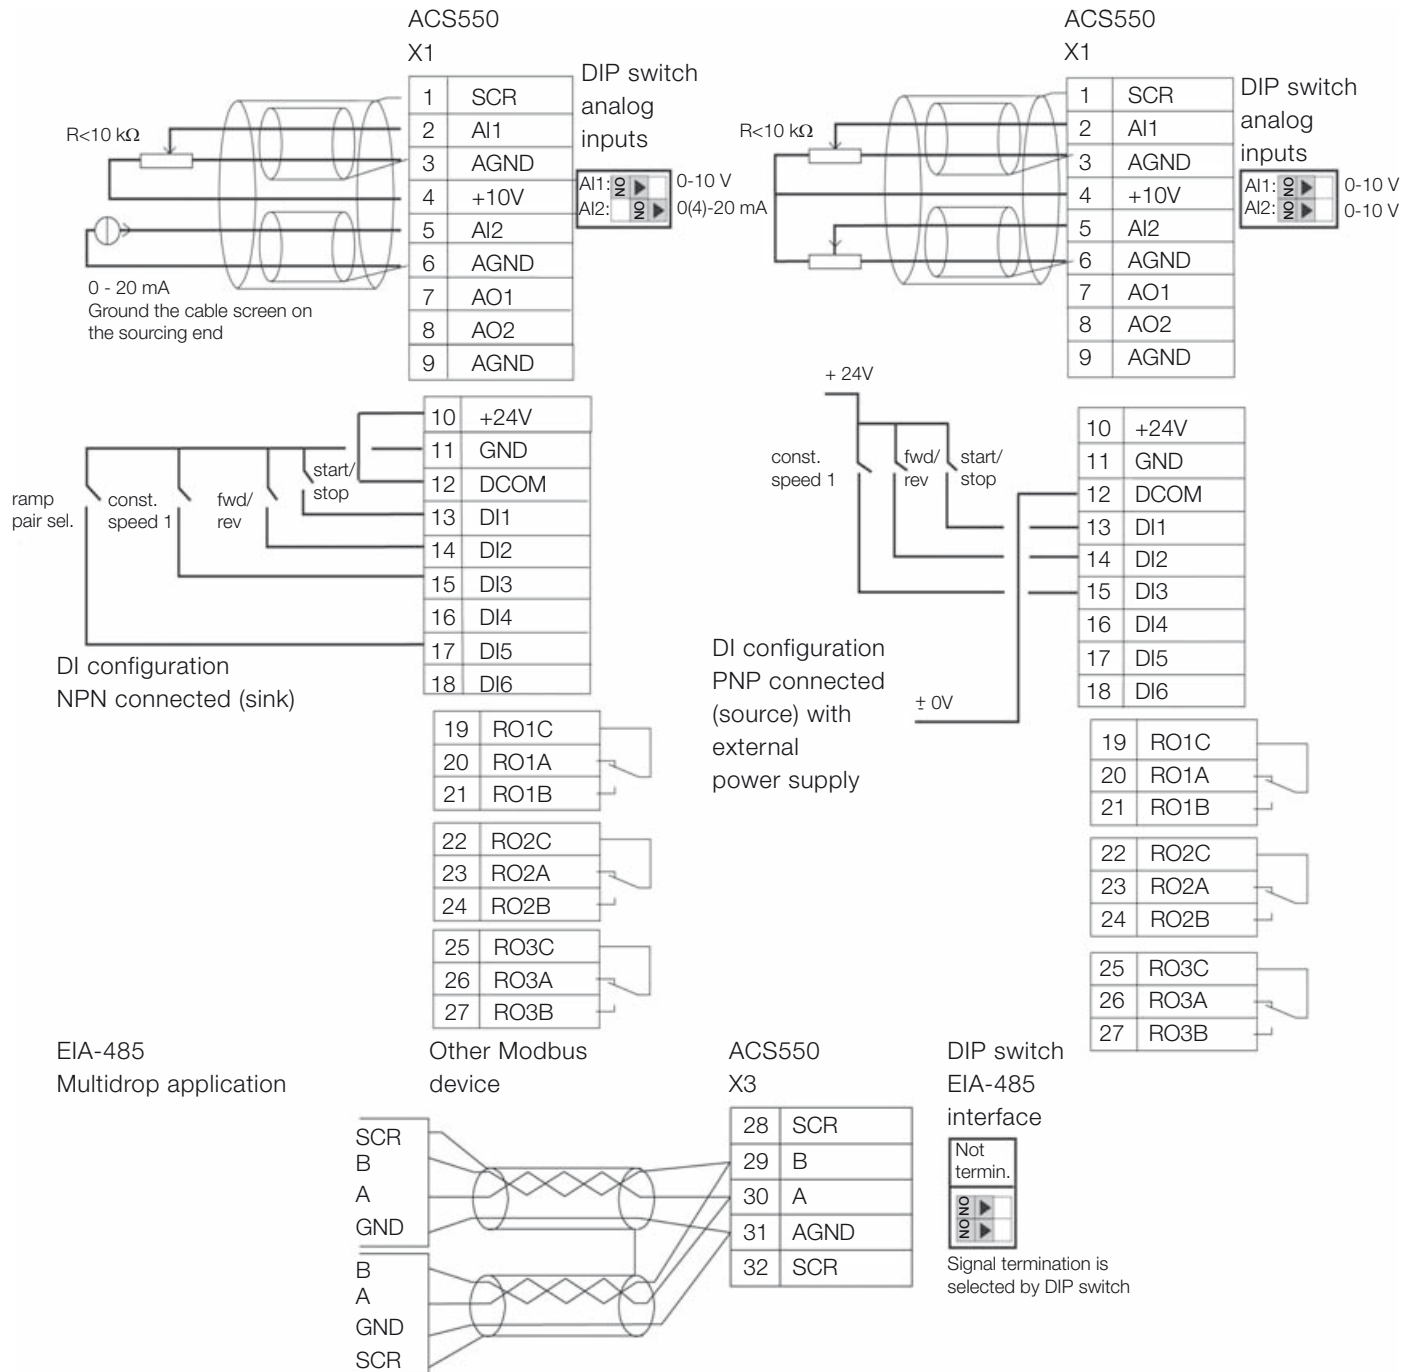 ACS550
X1
DIP switch
analog
inputs
1 SCR
2 AI1
3 AGND
4 +10V
5 AI2
6 AGND
7 AO1
8 AO2
9 AGND
R<10 kΩ
AI1: ON 0-10 V
AI2: ON 0(4)-20 mA
0 - 20 mA
Ground the cable screen on
the sourcing end
10 +24V
11 GND
12 DCOM
13 DI1
14 DI2
15 DI3
16 DI4
17 DI5
18 DI6
ramp
pair sel.
const.
speed 1
fwd/
rev
start/
stop
DI configuration
NPN connected (sink)
19 RO1C
20 RO1A
21 RO1B
22 RO2C
23 RO2A
24 RO2B
25 RO3C
26 RO3A
27 RO3B
ACS550
X1
DIP switch
analog
inputs
1 SCR
2 AI1
3 AGND
4 +10V
5 AI2
6 AGND
7 AO1
8 AO2
9 AGND
R<10 kΩ
AI1: ON 0-10 V
AI2: ON 0-10 V
+ 24V
const.
speed 1
fwd/
rev
start/
stop
10 +24V
11 GND
12 DCOM
13 DI1
14 DI2
15 DI3
16 DI4
17 DI5
18 DI6
DI configuration
PNP connected
(source) with
external
power supply
± 0V
19 RO1C
20 RO1A
21 RO1B
22 RO2C
23 RO2A
24 RO2B
25 RO3C
26 RO3A
27 RO3B
EIA-485
Multidrop application
Other Modbus
device
SCR
B
A
GND
B
A
GND
SCR
ACS550
X3
28 SCR
29 B
30 A
31 AGND
32 SCR
DIP switch
EIA-485
interface
Not
termin.
ON
ON
Signal termination is
selected by DIP switch